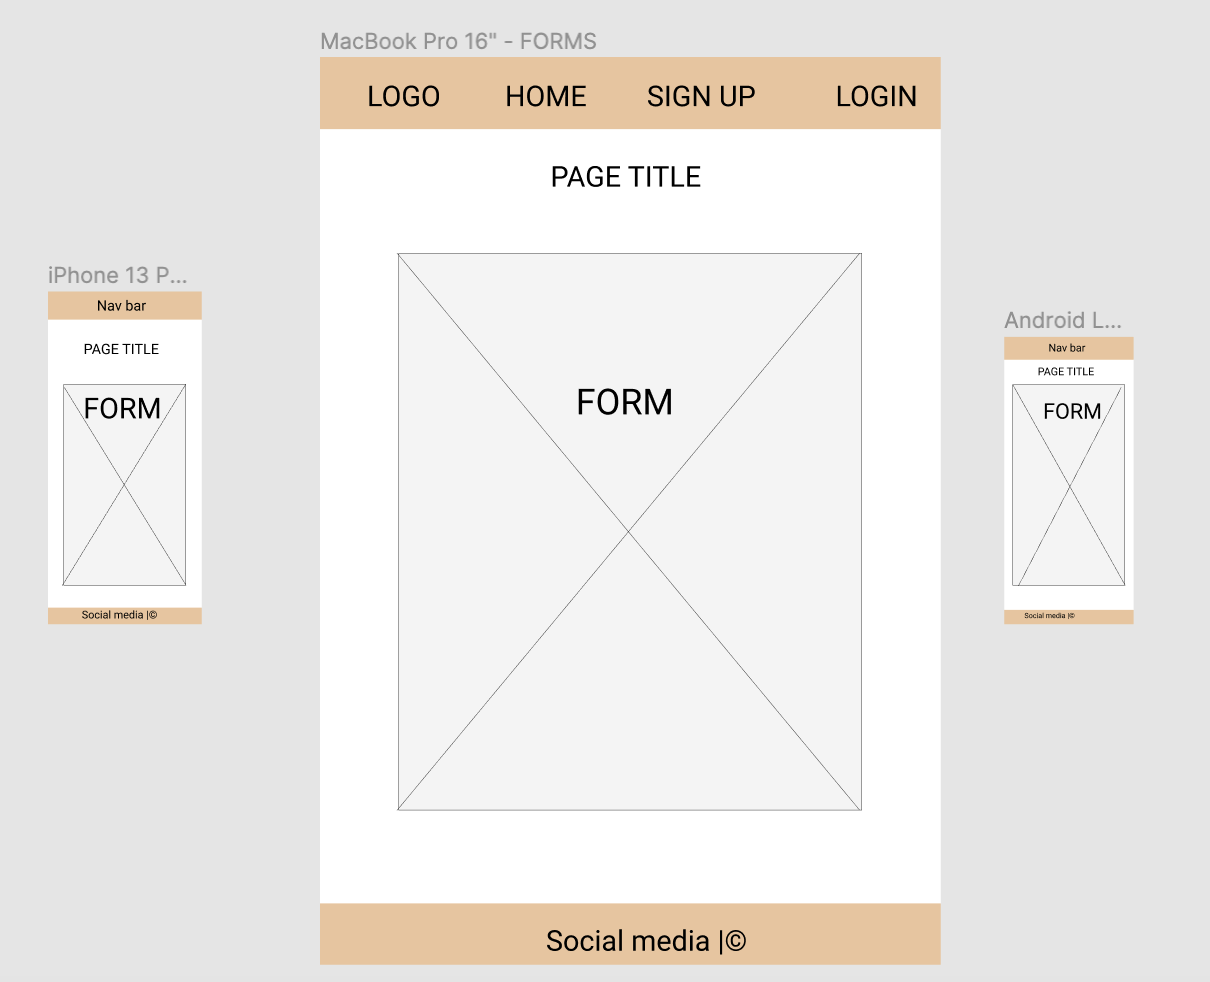 MacBook Pro 16" - FORMS
LOGO HOME SIGN UP LOGIN
PAGE TITLE
FORM
Social media |©
iPhone 13 P...
Nav bar
PAGE TITLE
FORM
Social media |©
Android L...
Nav bar
PAGE TITLE
FORM
Social media |©